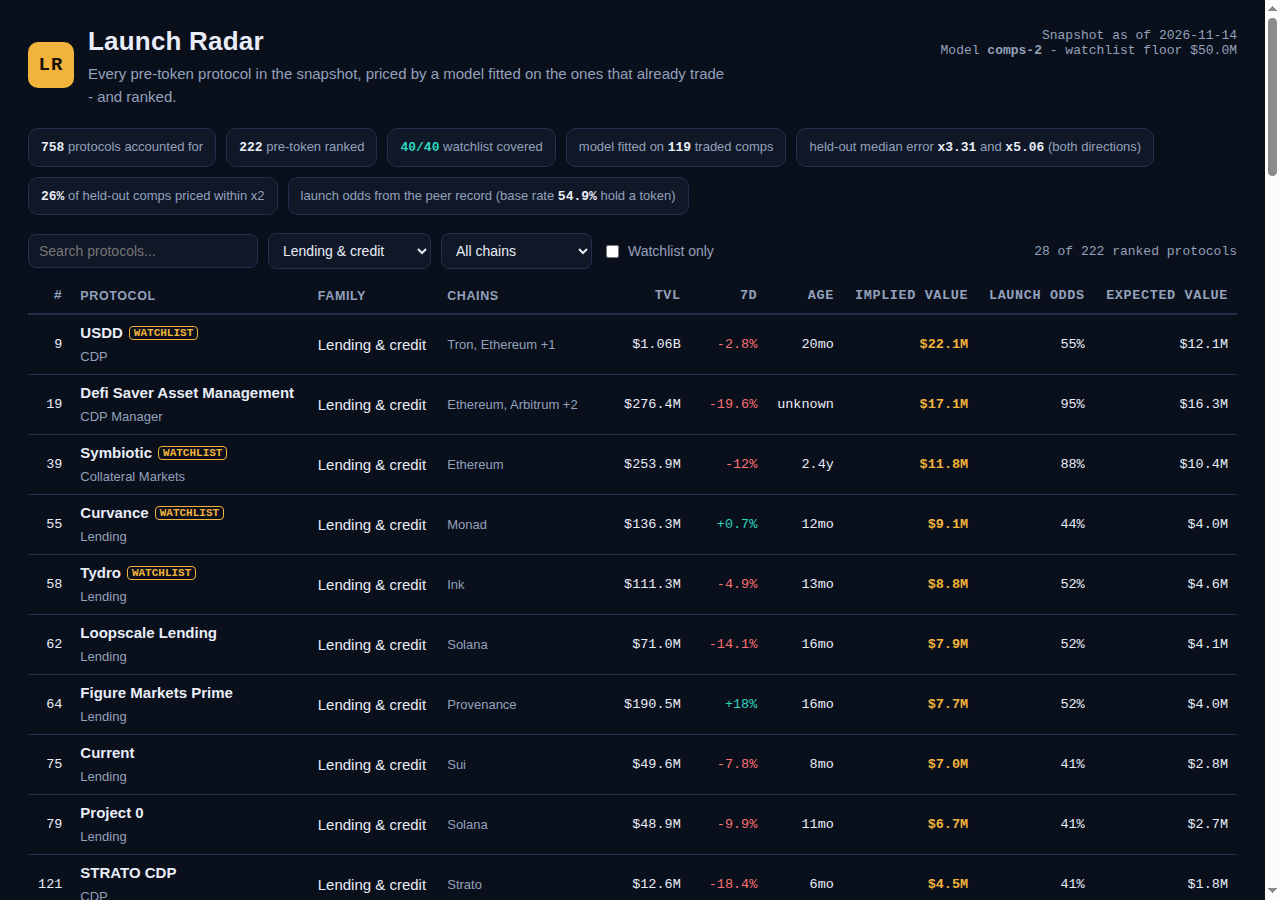 LR
Launch Radar
Every pre-token protocol in the snapshot, priced by a model fitted on the ones that already trade
- and ranked.
Snapshot as of 2026-11-14
Model comps-2 - watchlist floor $50.0M
758 protocols accounted for
222 pre-token ranked
40/40 watchlist covered
model fitted on 119 traded comps
held-out median error x3.31 and x5.06 (both directions)
26% of held-out comps priced within x2
launch odds from the peer record (base rate 54.9% hold a token)
Search protocols...
Lending & credit
All chains
Watchlist only
28 of 222 ranked protocols
# PROTOCOL FAMILY CHAINS TVL 7D AGE IMPLIED VALUE LAUNCH ODDS EXPECTED VALUE
9 USDD WATCHLIST Lending & credit Tron, Ethereum +1 $1.06B -2.8% 20mo $22.1M 55% $12.1M
CDP
19 Defi Saver Asset Management Lending & credit Ethereum, Arbitrum +2 $276.4M -19.6% unknown $17.1M 95% $16.3M
CDP Manager
39 Symbiotic WATCHLIST Lending & credit Ethereum $253.9M -12% 2.4y $11.8M 88% $10.4M
Collateral Markets
55 Curvance WATCHLIST Lending & credit Monad $136.3M +0.7% 12mo $9.1M 44% $4.0M
Lending
58 Tydro WATCHLIST Lending & credit Ink $111.3M -4.9% 13mo $8.8M 52% $4.6M
Lending
62 Loopscale Lending Lending & credit Solana $71.0M -14.1% 16mo $7.9M 52% $4.1M
Lending
64 Figure Markets Prime Lending & credit Provenance $190.5M +18% 16mo $7.7M 52% $4.0M
Lending
75 Current Lending & credit Sui $49.6M -7.8% 8mo $7.0M 41% $2.8M
Lending
79 Project 0 Lending & credit Solana $48.9M -9.9% 11mo $6.7M 41% $2.7M
Lending
121 STRATO CDP Lending & credit Strato $12.6M -18.4% 6mo $4.5M 41% $1.8M
CDP